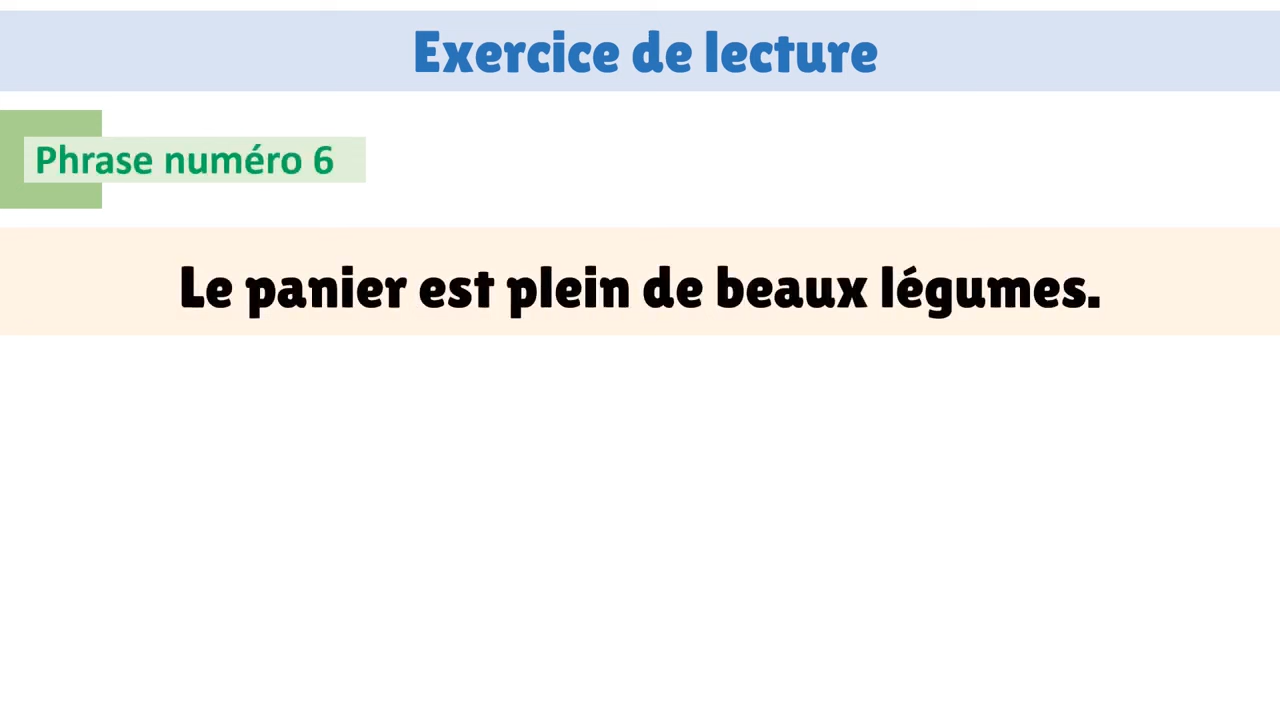 Exercice de lecture
Phrase numéro 6
Le panier est plein de beaux légumes.